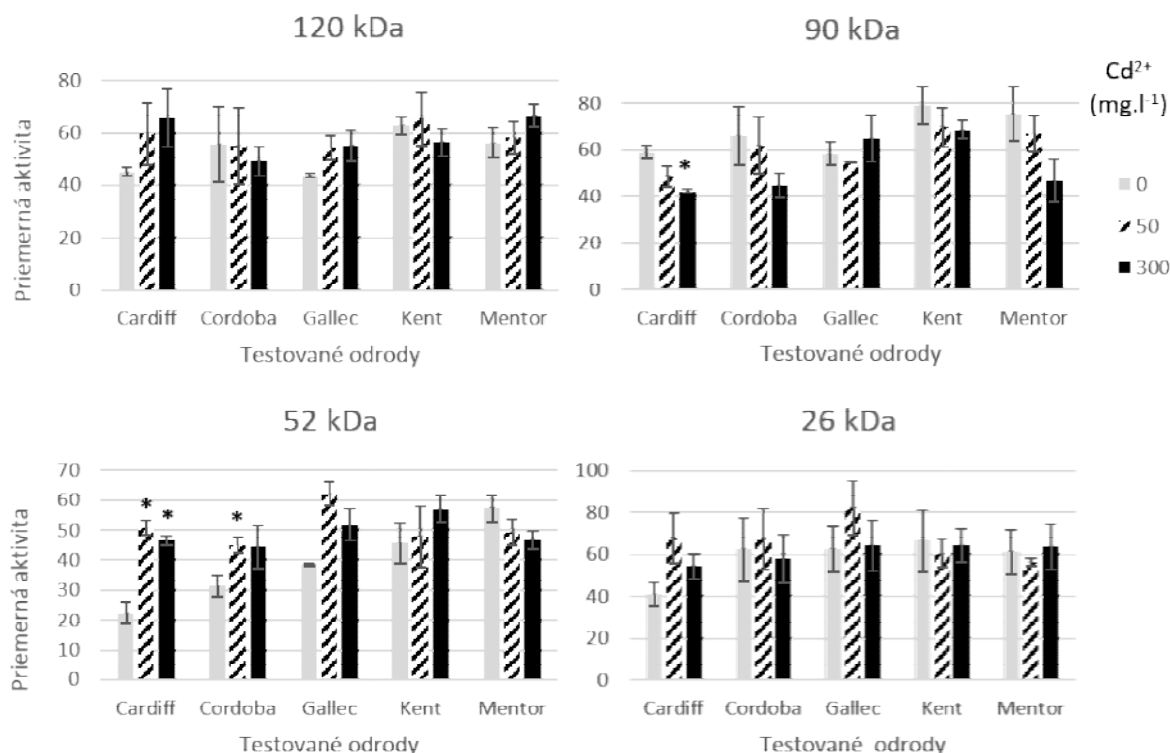 120 kDa
Priemerná aktivita
80
60
40
20
0
Cardiff Cordoba Gallec Kent Mentor
Testované odrody
90 kDa
80
60
40
20
0
Cardiff Cordoba Gallec Kent Mentor
Testované odrody
*
Cd²⁺
(mg.l⁻¹)
0
50
300
52 kDa
Priemerná aktivita
70
60
50
40
30
20
10
0
* * *
Cardiff Cordoba Gallec Kent Mentor
Testované odrody
26 kDa
100
80
60
40
20
0
Cardiff Cordoba Gallec Kent Mentor
Testované odrody